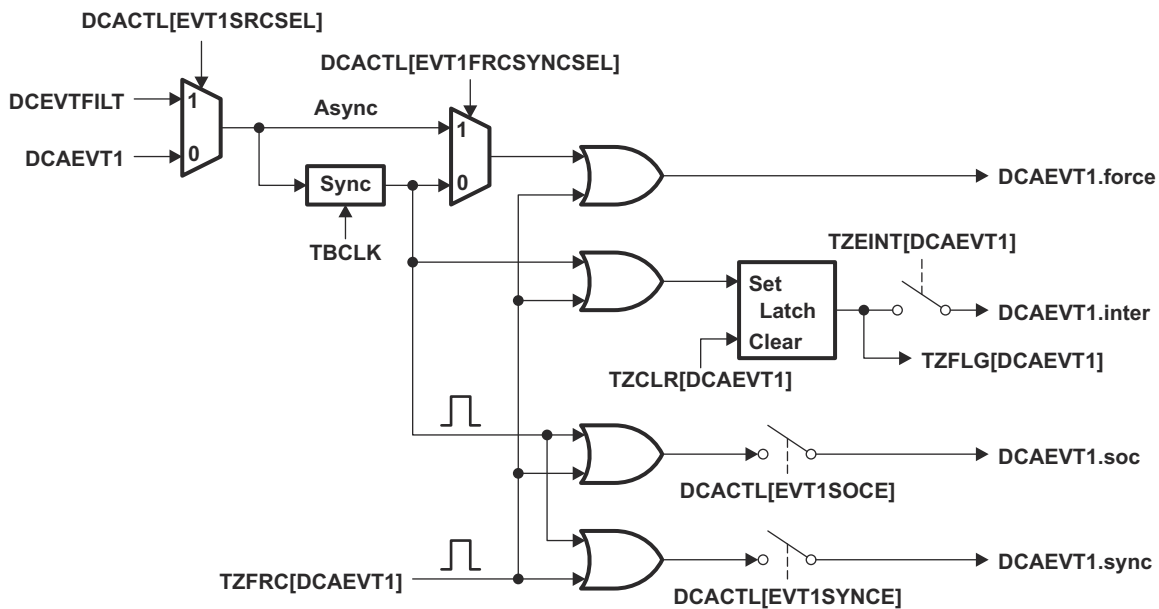 DCACTL[EVT1SRCSEL]
DCACTL[EVT1FRCSYNCSEL]
DCEVTFILT
1
Async
1
DCAEVT1
0
Sync
0
DCAEVT1.force
TBCLK
TZEINT[DCAEVT1]
Set
Latch
DCAEVT1.inter
Clear
TZCLR[DCAEVT1]
TZFLG[DCAEVT1]
DCAEVT1.soc
DCACTL[EVT1SOCE]
DCAEVT1.sync
TZFRC[DCAEVT1]
DCACTL[EVT1SYNCE]